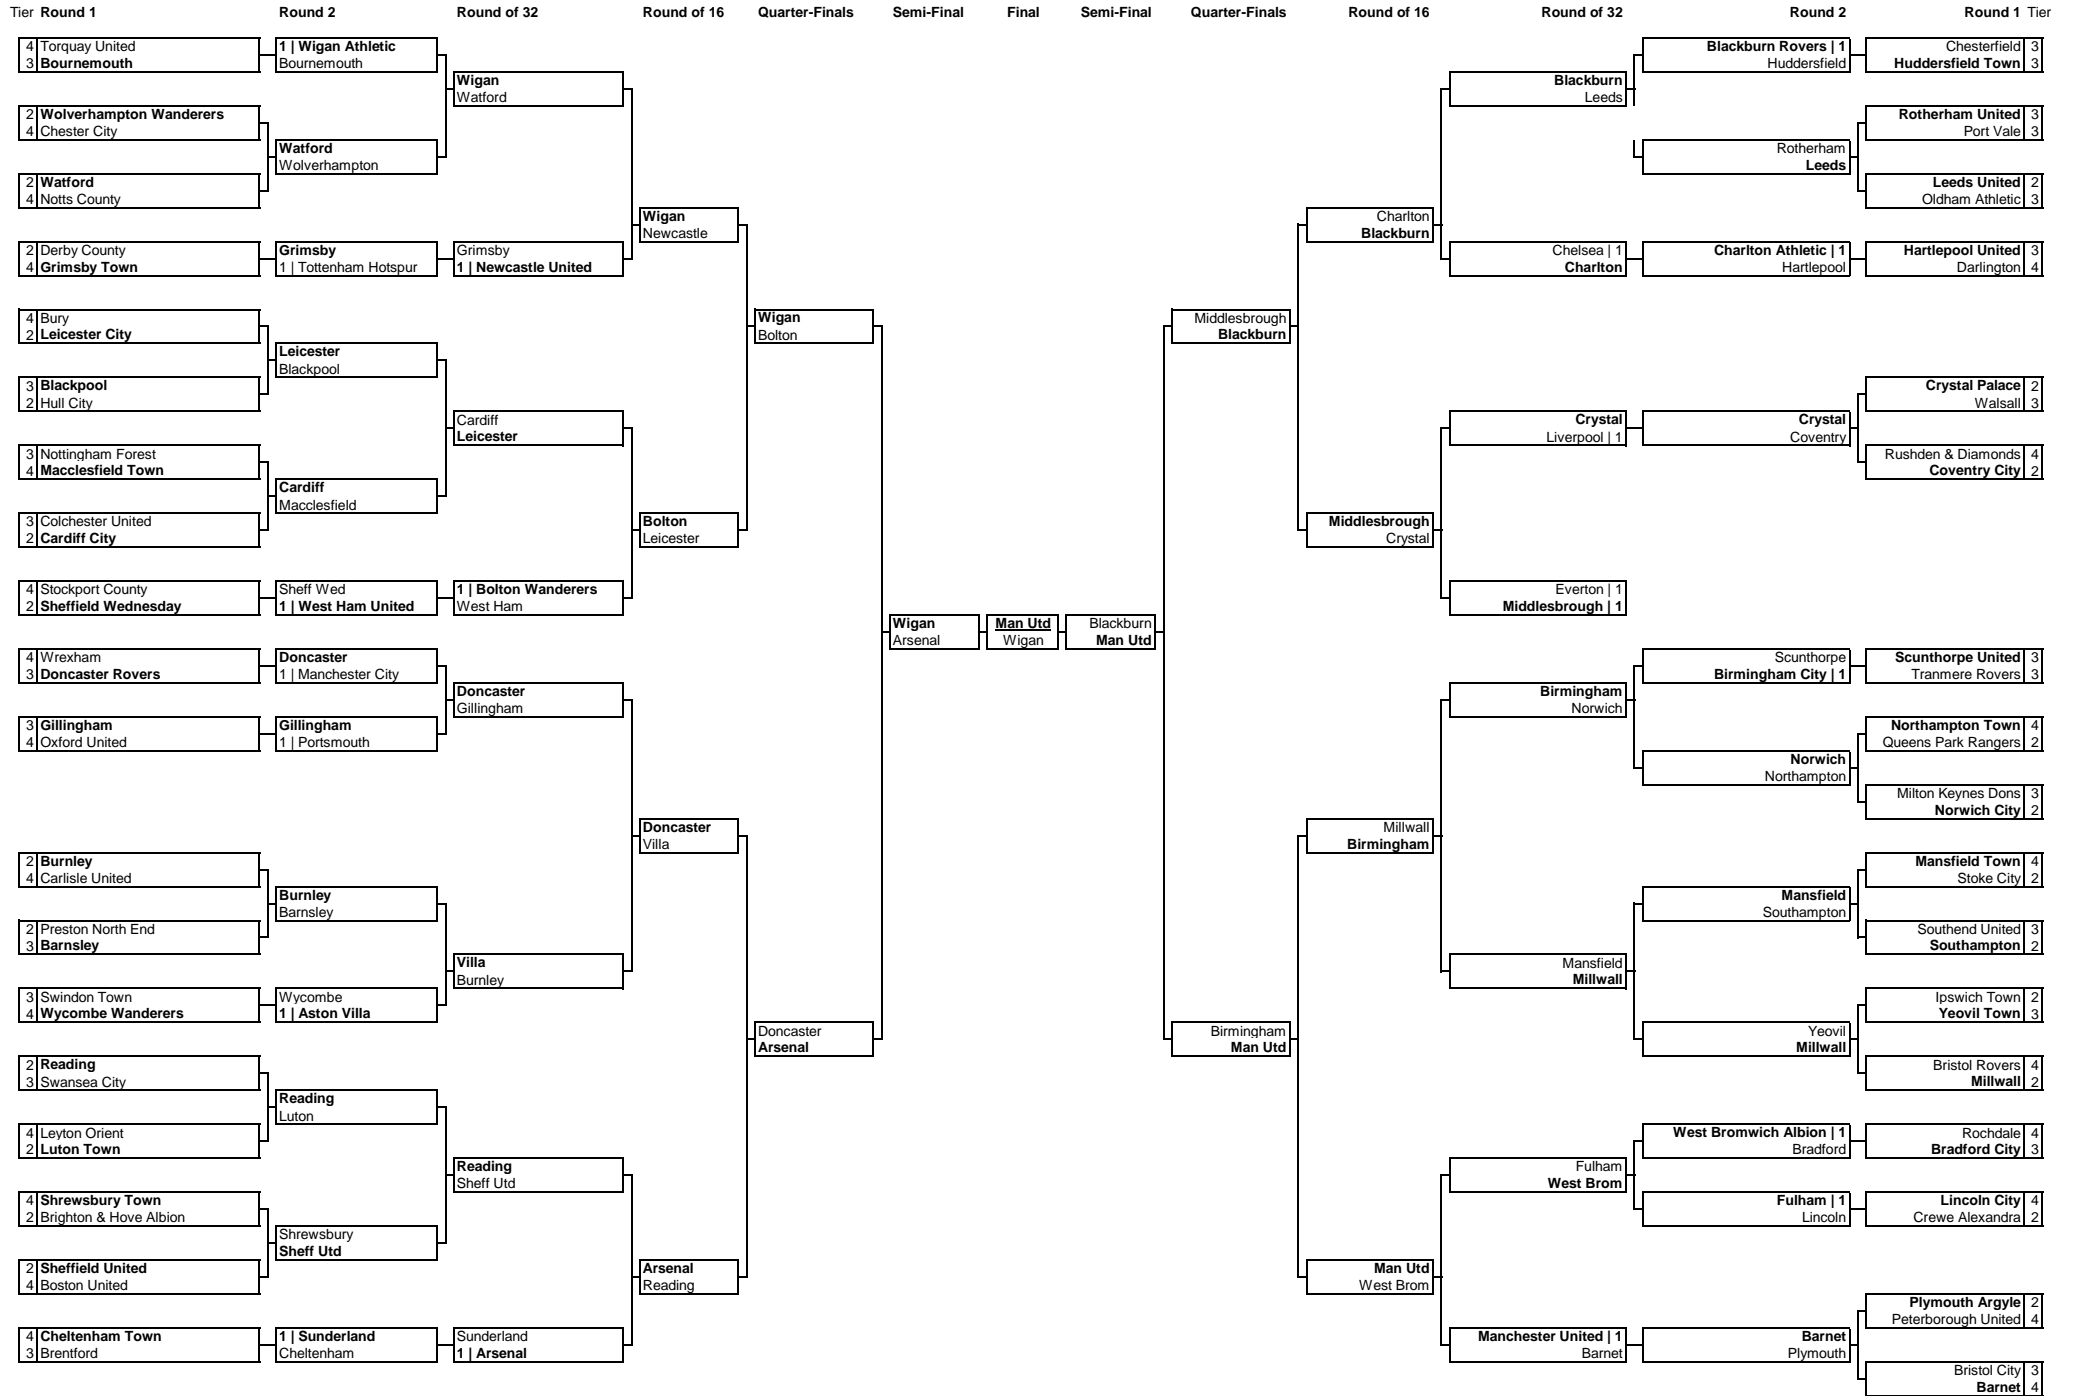 Tier Round 1 Round 2 Round of 32 Round of 16 Quarter-Finals Semi-Final Final Semi-Final Quarter-Finals Round of 16 Round of 32 Round 2 Round 1 Tier
4 Torquay United
3 Bournemouth
2 Wolverhampton Wanderers
4 Chester City
2 Watford
4 Notts County
2 Derby County
4 Grimsby Town
4 Bury
2 Leicester City
3 Blackpool
2 Hull City
3 Nottingham Forest
4 Macclesfield Town
3 Colchester United
2 Cardiff City
4 Stockport County
2 Sheffield Wednesday
4 Wrexham
3 Doncaster Rovers
3 Gillingham
4 Oxford United
2 Burnley
4 Carlisle United
2 Preston North End
3 Barnsley
3 Swindon Town
4 Wycombe Wanderers
2 Reading
3 Swansea City
4 Leyton Orient
2 Luton Town
4 Shrewsbury Town
2 Brighton & Hove Albion
2 Sheffield United
4 Boston United
4 Cheltenham Town
3 Brentford
1 | Wigan Athletic
Bournemouth
Watford
Wolverhampton
Grimsby
1 | Tottenham Hotspur
Leicester
Blackpool
Cardiff
Macclesfield
Sheff Wed
1 | West Ham United
Doncaster
1 | Manchester City
Gillingham
1 | Portsmouth
Burnley
Barnsley
Wycombe
1 | Aston Villa
Reading
Luton
Shrewsbury
Sheff Utd
1 | Sunderland
Cheltenham
Wigan
Watford
Grimsby
1 | Newcastle United
Cardiff
Leicester
1 | Bolton Wanderers
West Ham
Doncaster
Gillingham
Villa
Burnley
Reading
Sheff Utd
Sunderland
1 | Arsenal
Wigan
Newcastle
Bolton
Leicester
Doncaster
Villa
Arsenal
Reading
Wigan
Bolton
Doncaster
Arsenal
Wigan
Arsenal
Man Utd
Wigan
Blackburn
Man Utd
Middlesbrough
Blackburn
Birmingham
Man Utd
Charlton
Blackburn
Middlesbrough
Crystal
Millwall
Birmingham
Man Utd
West Brom
Blackburn
Leeds
Chelsea | 1
Charlton
Crystal
Liverpool | 1
Everton | 1
Middlesbrough | 1
Birmingham
Norwich
Mansfield
Millwall
Fulham
West Brom
Manchester United | 1
Barnet
Blackburn Rovers | 1
Huddersfield
Rotherham
Leeds
Charlton Athletic | 1
Hartlepool
Crystal
Coventry
Scunthorpe
Birmingham City | 1
Norwich
Northampton
Mansfield
Southampton
Yeovil
Millwall
West Bromwich Albion | 1
Bradford
Fulham | 1
Lincoln
Barnet
Plymouth
Chesterfield 3
Huddersfield Town 3
Rotherham United 3
Port Vale 3
Leeds United 2
Oldham Athletic 3
Hartlepool United 3
Darlington 4
Crystal Palace 2
Walsall 3
Rushden & Diamonds 4
Coventry City 2
Scunthorpe United 3
Tranmere Rovers 3
Northampton Town 4
Queens Park Rangers 2
Milton Keynes Dons 3
Norwich City 2
Mansfield Town 4
Stoke City 2
Southend United 3
Southampton 2
Ipswich Town 2
Yeovil Town 3
Bristol Rovers 4
Millwall 2
Rochdale 4
Bradford City 3
Lincoln City 4
Crewe Alexandra 2
Plymouth Argyle 2
Peterborough United 4
Bristol City 3
Barnet 4